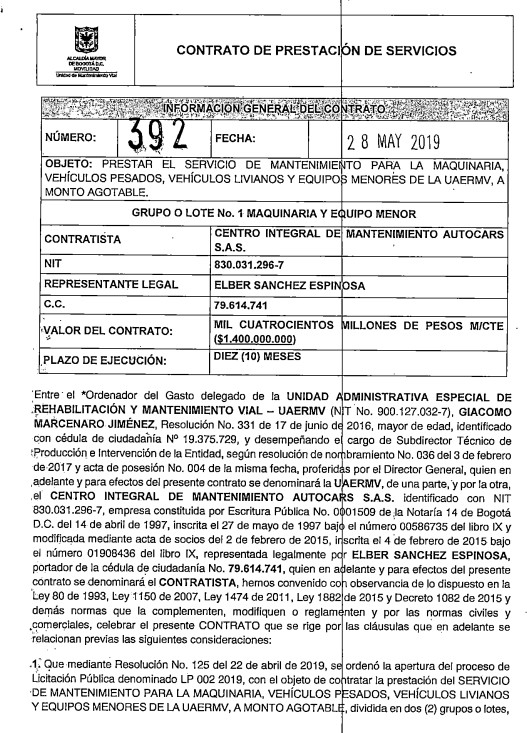 ALCALDÍA MAYOR
DE BOGOTÁ D.C.
MOVILIDAD
Unidad de Mantenimiento Vial
CONTRATO DE PRESTACIÓN DE SERVICIOS
INFORMACIÓN GENERAL DEL CONTRATO
NÚMERO: 392 FECHA: 28 MAY 2019
OBJETO: PRESTAR EL SERVICIO DE MANTENIMIENTO PARA LA MAQUINARIA,
VEHÍCULOS PESADOS, VEHÍCULOS LIVIANOS Y EQUIPOS MENORES DE LA UAERMV, A
MONTO AGOTABLE.
GRUPO O LOTE No. 1 MAQUINARIA Y EQUIPO MENOR
CONTRATISTA CENTRO INTEGRAL DE MANTENIMIENTO AUTOCARS
S.A.S.
NIT 830.031.296-7
REPRESENTANTE LEGAL ELBER SANCHEZ ESPINOSA
C.C. 79.614.741
VALOR DEL CONTRATO: MIL CUATROCIENTOS MILLONES DE PESOS M/CTE
($1.400.000.000)
PLAZO DE EJECUCIÓN: DIEZ (10) MESES
Entre el *Ordenador del Gasto delegado de la UNIDAD ADMINISTRATIVA ESPECIAL DE
REHABILITACIÓN Y MANTENIMIENTO VIAL – UAERMV (NIT No. 900.127.032-7), GIACOMO
MARCENARO JIMÉNEZ, Resolución No. 331 de 17 de junio de 2016, mayor de edad, identificado
con cédula de ciudadanía Nº 19.375.729, y desempeñando el cargo de Subdirector Técnico de
Producción e Intervención de la Entidad, según resolución de nombramiento No. 036 del 3 de febrero
de 2017 y acta de posesión No. 004 de la misma fecha, proferidas por el Director General, quien en
adelante y para efectos del presente contrato se denominará la UAERMV, de una parte, y por la otra,
el CENTRO INTEGRAL DE MANTENIMIENTO AUTOCARS S.A.S. identificado con NIT
830.031.296-7, empresa constituida por Escritura Pública No. 0001509 de la Notaría 14 de Bogotá
D.C. del 14 de abril de 1997, inscrita el 27 de mayo de 1997 bajo el número 00586735 del libro IX y
modificada mediante acta de socios del 2 de febrero de 2015, inscrita el 4 de febrero de 2015 bajo
el número 01908436 del libro IX, representada legalmente por ELBER SANCHEZ ESPINOSA,
portador de la cédula de ciudadanía No. 79.614.741, quien en adelante y para efectos del presente
contrato se denominará el CONTRATISTA, hemos convenido con observancia de lo dispuesto en la
Ley 80 de 1993, Ley 1150 de 2007, Ley 1474 de 2011, Ley 1882 de 2015 y Decreto 1082 de 2015 y
demás normas que la complementen, modifiquen o reglamenten y por las normas civiles y
comerciales, celebrar el presente CONTRATO que se rige por las cláusulas que en adelante se
relacionan previas las siguientes consideraciones:
1. Que mediante Resolución No. 125 del 22 de abril de 2019, se ordenó la apertura del proceso de
Licitación Pública denominado LP 002 2019, con el objeto de contratar la prestación del SERVICIO
DE MANTENIMIENTO PARA LA MAQUINARIA, VEHÍCULOS PESADOS, VEHÍCULOS LIVIANOS
Y EQUIPOS MENORES DE LA UAERMV, A MONTO AGOTABLE, dividida en dos (2) grupos o lotes,